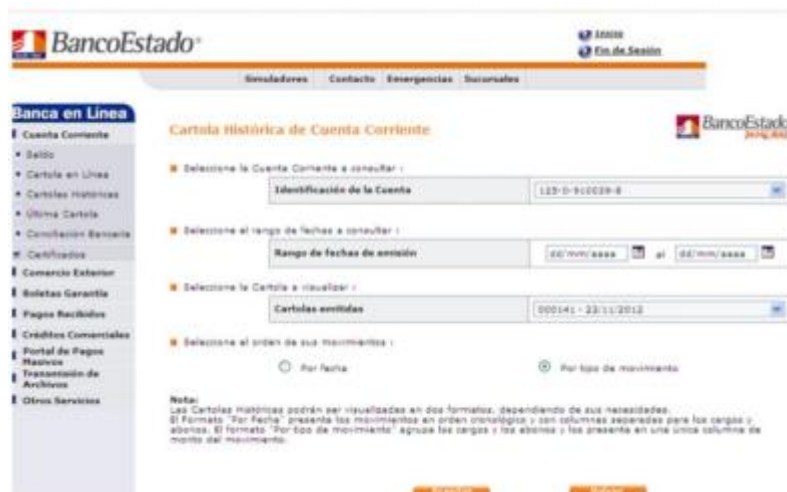 BancoEstado
Inicio
Fin de Sesión
Simuladores Contacto Emergencias Sucursales
Banca en Línea
Cuenta Corriente
Saldo
Cartola en Línea
Cartolas Históricas
Última Cartola
Conciliación Bancaria
Certificados
Comercio Exterior
Boletas Garantía
Pagos Recibidos
Créditos Comerciales
Portal de Pagos
Masivos
Transmisión de
Archivos
Otros Servicios
Cartola Histórica de Cuenta Corriente
BancoEstado
Seleccione la Cuenta Corriente a consultar :
Identificación de la Cuenta
Seleccione el rango de fechas a consultar :
Rango de fechas de emisión dd/mm/aaaa al dd/mm/aaaa
Seleccione la Cartola a visualizar :
Cartolas emitidas 000141 - 23/11/2012
Seleccione el orden de sus movimientos :
Por fecha Por tipo de movimiento
Nota:
Las Cartolas Históricas podrán ser visualizadas en dos formatos, dependiendo de sus necesidades.
El Formato "Por Fecha" presenta los movimientos en orden cronológico y con columnas separadas para los cargos y
abonos. El formato "Por tipo de movimiento" agrupa los cargos y los abonos y los presenta en una única columna de
monto del movimiento.